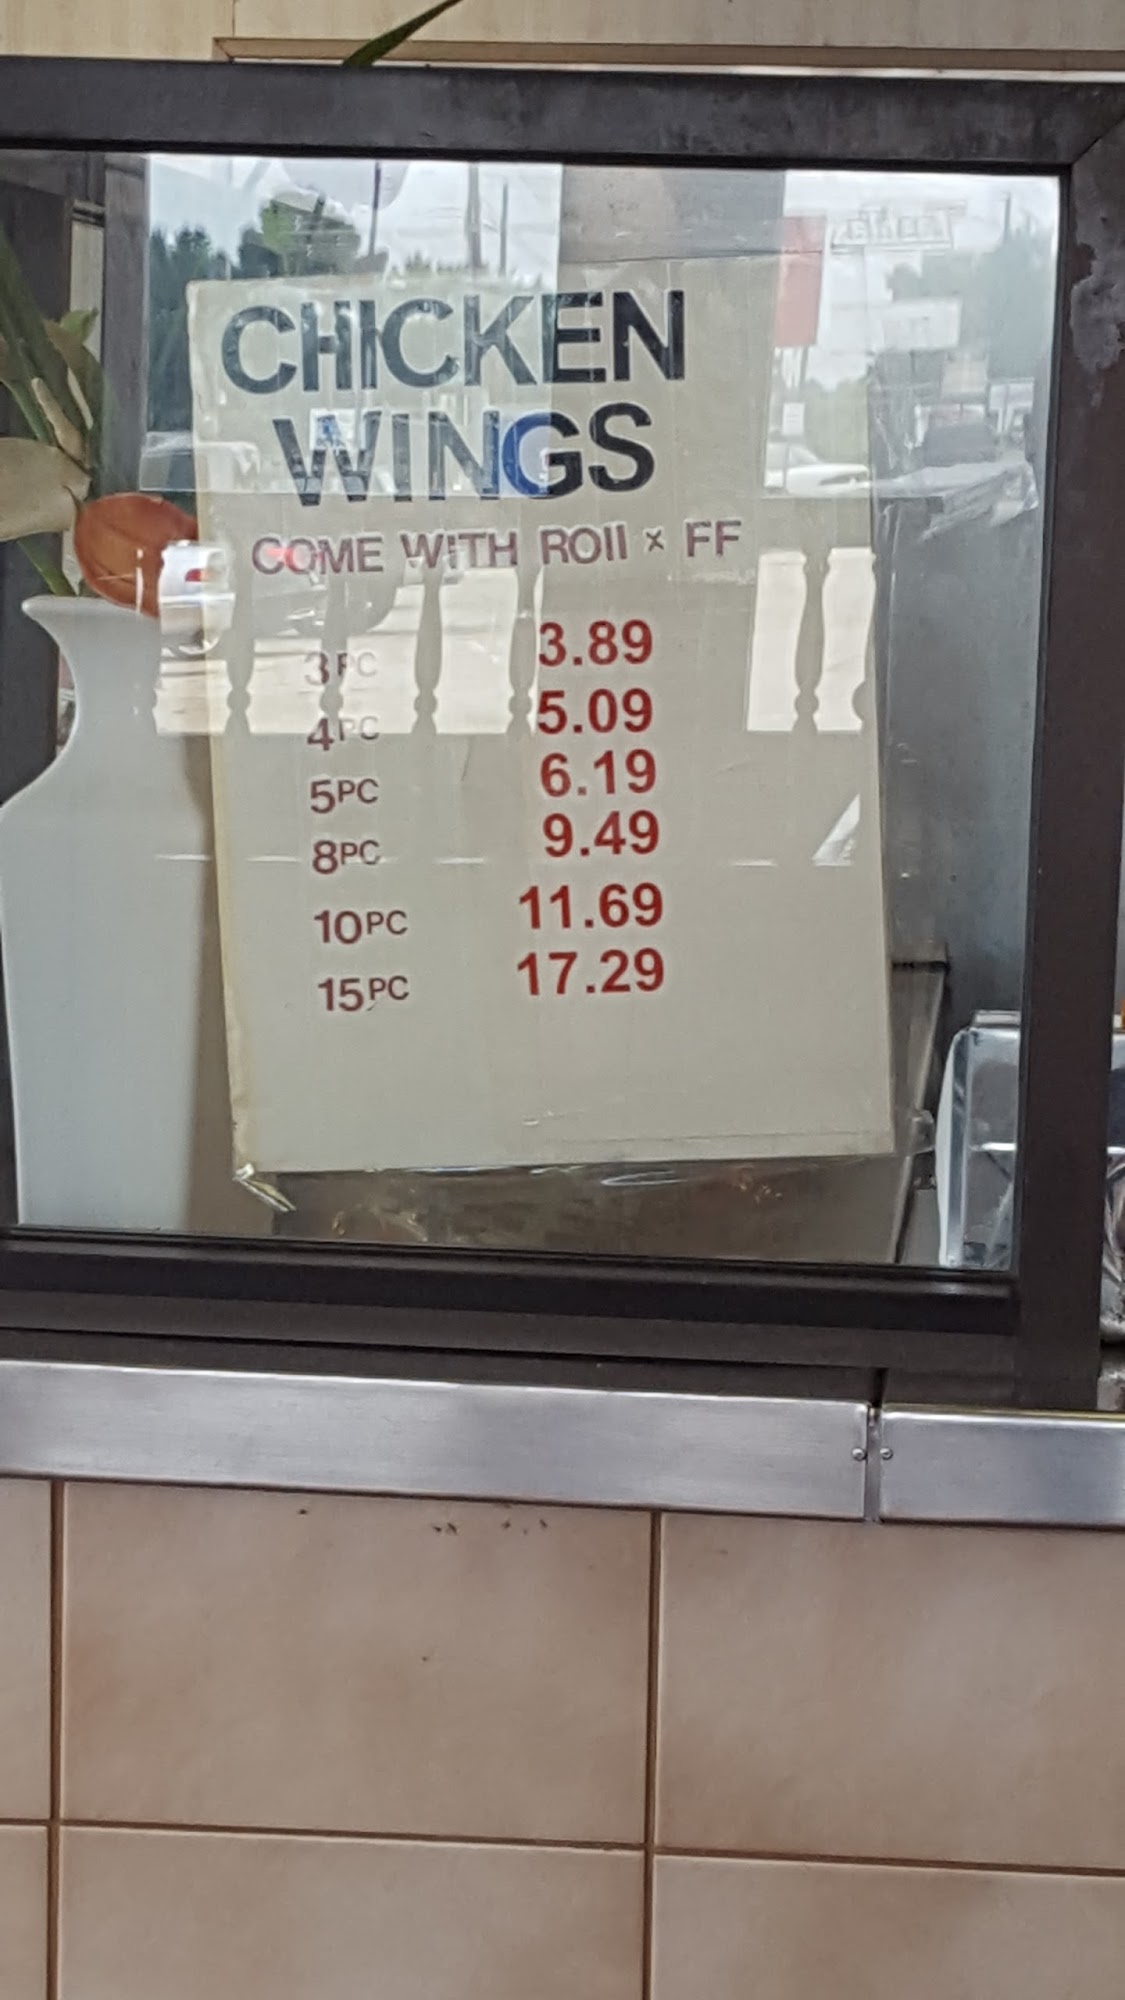 CHICKEN
WINGS
COME WITH ROll × FF
3PC 3.89
4PC 5.09
5PC 6.19
8PC 9.49
10PC 11.69
15PC 17.29